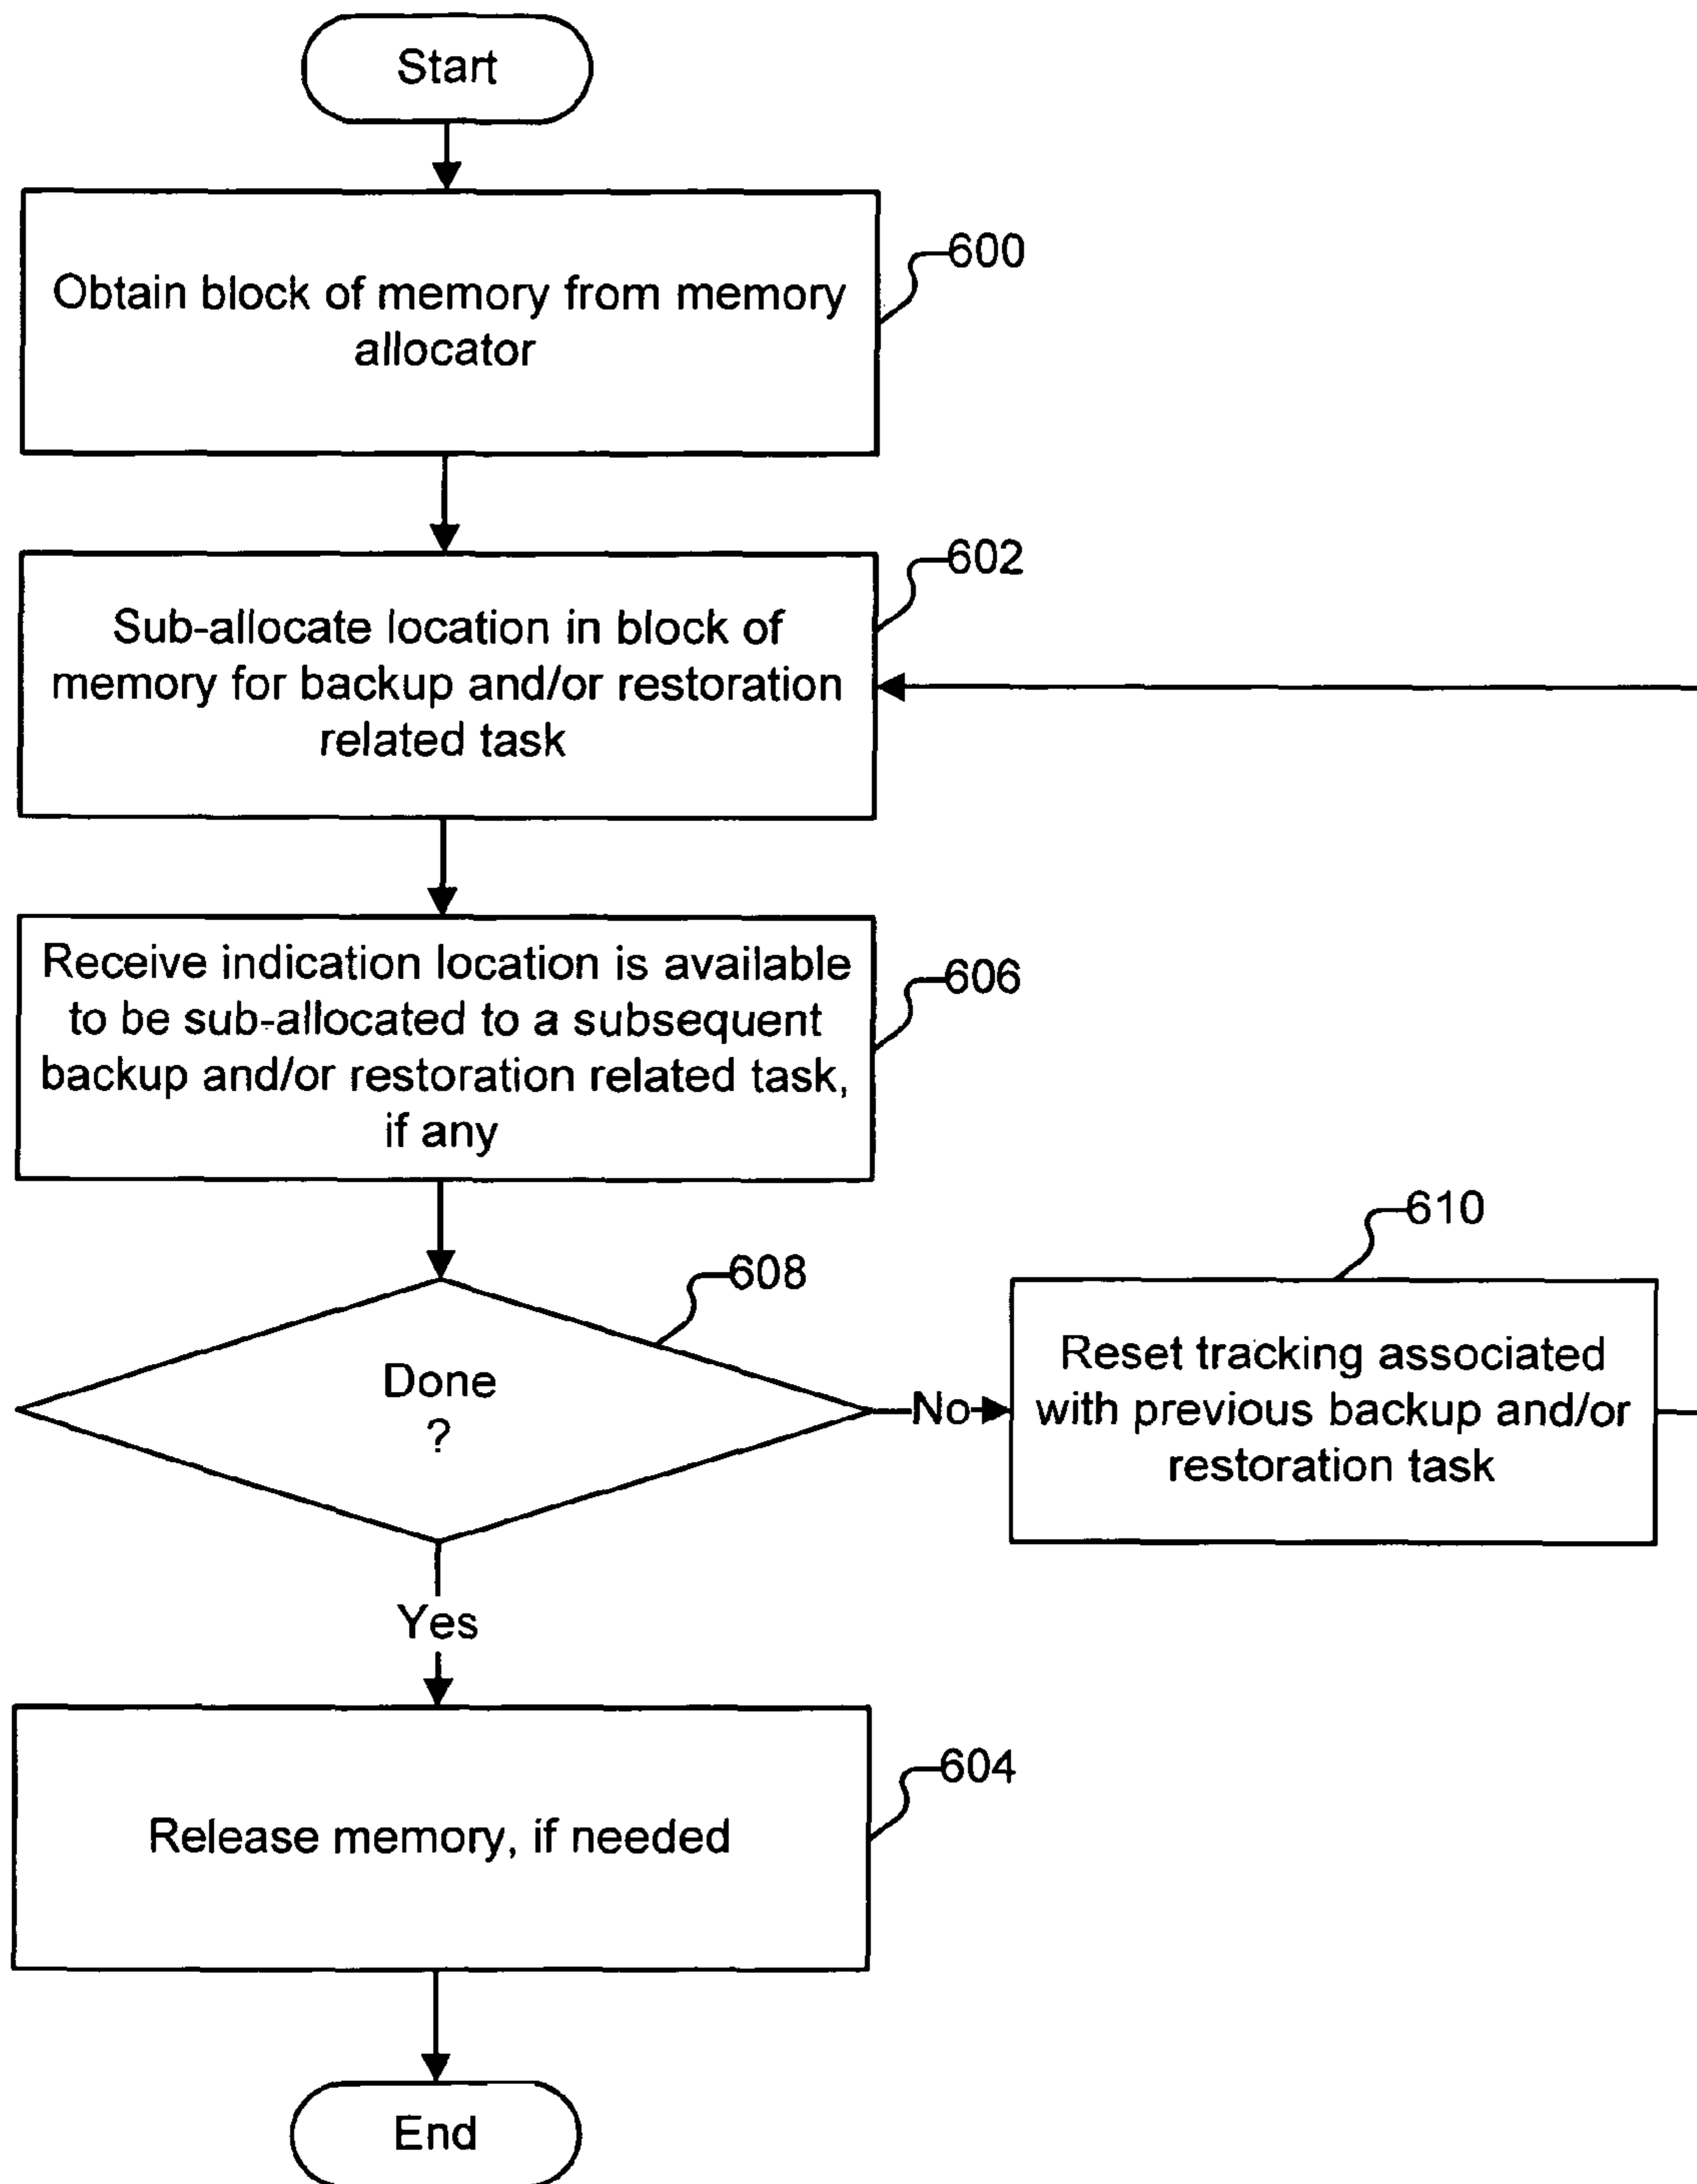 Start
600
Obtain block of memory from memory
allocator
602
Sub-allocate location in block of
memory for backup and/or restoration
related task
606
Receive indication location is available
to be sub-allocated to a subsequent
backup and/or restoration related task,
if any
608
Done
?
No
610
Reset tracking associated
with previous backup and/or
restoration task
Yes
604
Release memory, if needed
End